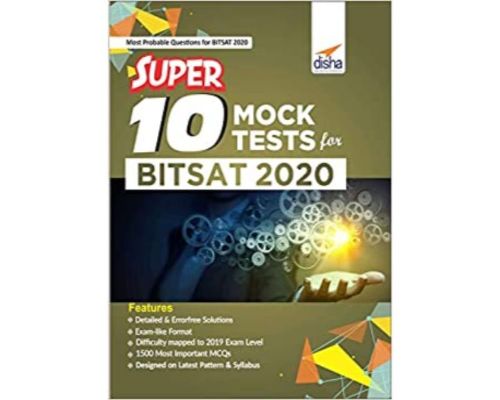 Most Probable Questions for BITSAT 2020
disha
SUPER
10 MOCK
TESTS for
BITSAT 2020
Features
Detailed & Errorfree Solutions
Exam-like Format
Difficulty mapped to 2019 Exam Level
1500 Most Important MCQs
Designed on Latest Pattern & Syllabus